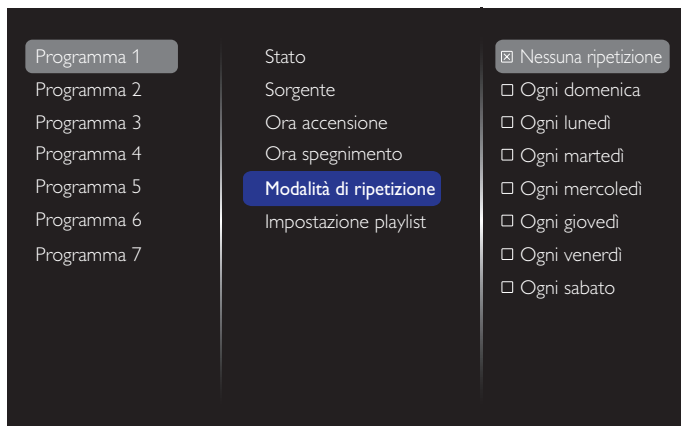 Programma 1
Programma 2
Programma 3
Programma 4
Programma 5
Programma 6
Programma 7
Stato
Sorgente
Ora accensione
Ora spegnimento
Modalità di ripetizione
Impostazione playlist
Nessuna ripetizione
Ogni domenica
Ogni lunedì
Ogni martedì
Ogni mercoledì
Ogni giovedì
Ogni venerdì
Ogni sabato